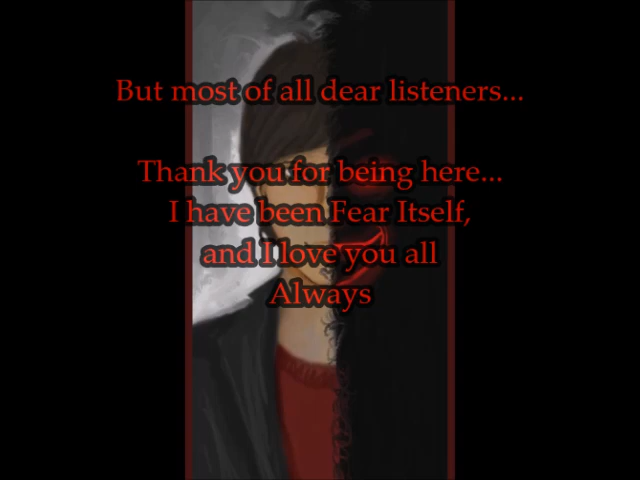 But most of all dear listeners...
Thank you for being here...
I have been Fear Itself,
and I love you all
Always